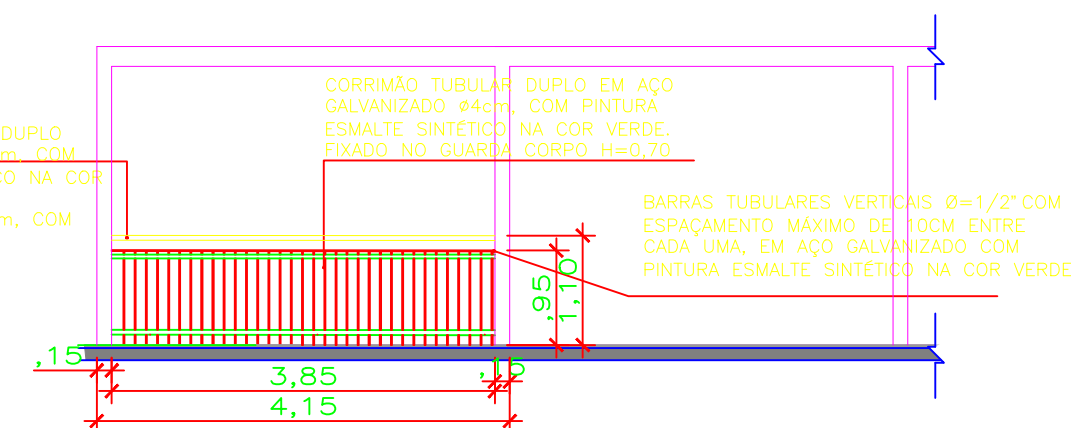 DUPLO
m, COM
ÇO NA COR
m, COM
CORRIMÃO TUBULAR DUPLO EM AÇO
GALVANIZADO Ø4cm, COM PINTURA
ESMALTE SINTÉTICO NA COR VERDE.
FIXADO NO GUARDA CORPO H=0,70
BARRAS TUBULARES VERTICAIS Ø=1/2" COM
ESPAÇAMENTO MÁXIMO DE 10CM ENTRE
CADA UMA, EM AÇO GALVANIZADO COM
PINTURA ESMALTE SINTÉTICO NA COR VERDE
,95
1,10
,15
3,85
,15
4,15